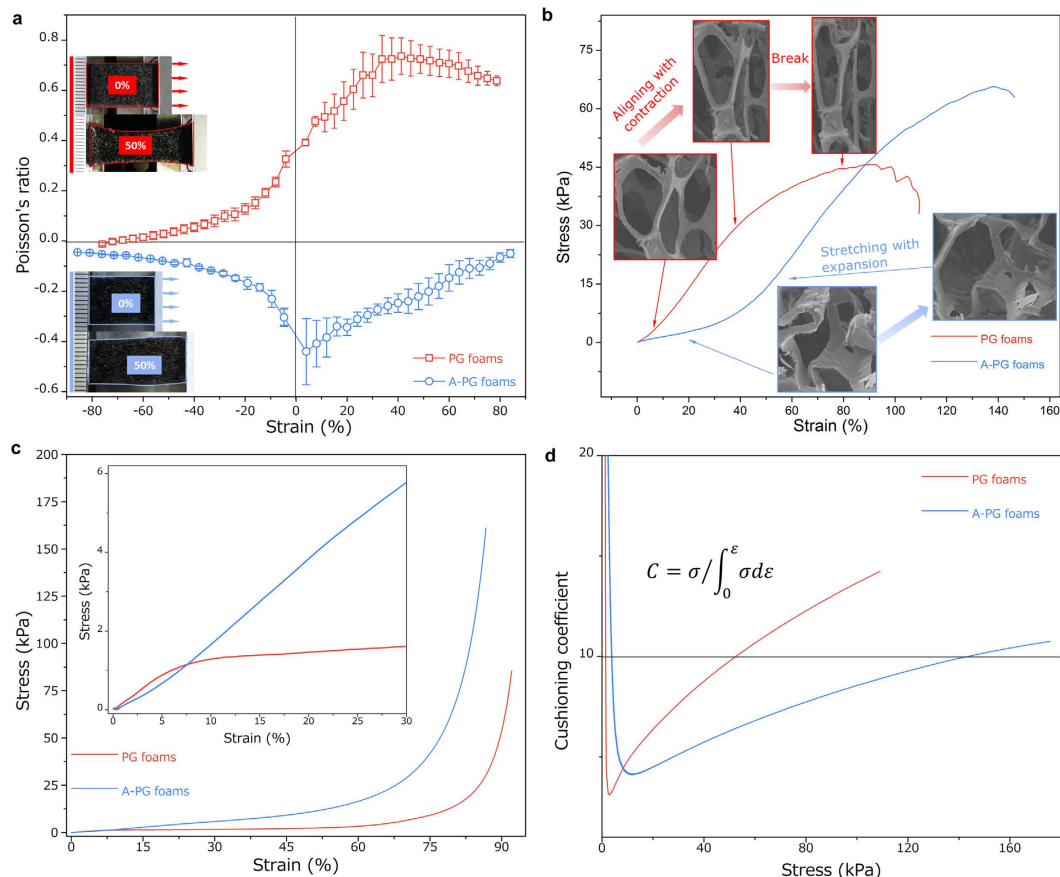 a
0.8
0.6
0.4
0.2
0.0
-0.2
-0.4
-0.6
Poisson's ratio
0%
50%
0%
50%
PG foams
A-PG foams
-80 -60 -40 -20 0 20 40 60 80
Strain (%)
b
75
60
45
30
15
0
Stress (kPa)
Aligning with
contraction
Break
Stretching with
expansion
PG foams
A-PG foams
0 20 40 60 80 100 120 140 160
Strain (%)
c
200
175
150
125
100
75
50
25
0
Stress (kPa)
6
4
2
0
Stress (kPa)
0 5 10 15 20 25 30
Strain (%)
PG foams
A-PG foams
0 15 30 45 60 75 90
Strain (%)
d
20
10
Cushioning coefficient
PG foams
A-PG foams
C = σ/∫₀^ε σdε
0 40 80 120 160
Stress (kPa)